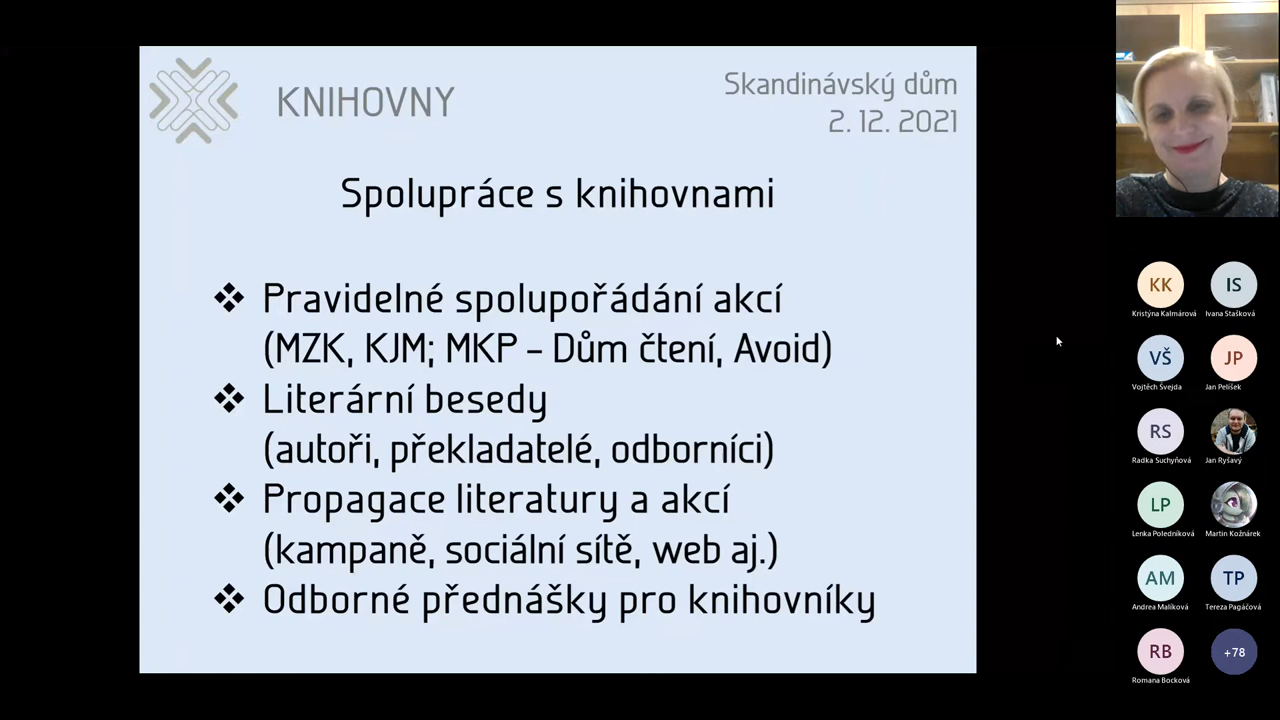 KNIHOVNY
Skandinávský dům
2. 12. 2021
Spolupráce s knihovnami
❖ Pravidelné spolupořádání akcí
(MZK, KJM; MKP – Dům čtení, Avoid)
❖ Literární besedy
(autoři, překladatelé, odborníci)
❖ Propagace literatury a akcí
(kampaně, sociální sítě, web aj.)
❖ Odborné přednášky pro knihovníky
KK
IS
Kristýna Kalmárová
Ivana Stašková
VŠ
JP
Vojtěch Švejda
Jan Pelíšek
RS
Radka Suchyňová
Jan Ryšavý
LP
Lenka Poledníková
Martin Kožnárek
AM
TP
Andrea Malíková
Tereza Pagáčová
RB
+78
Romana Bocková